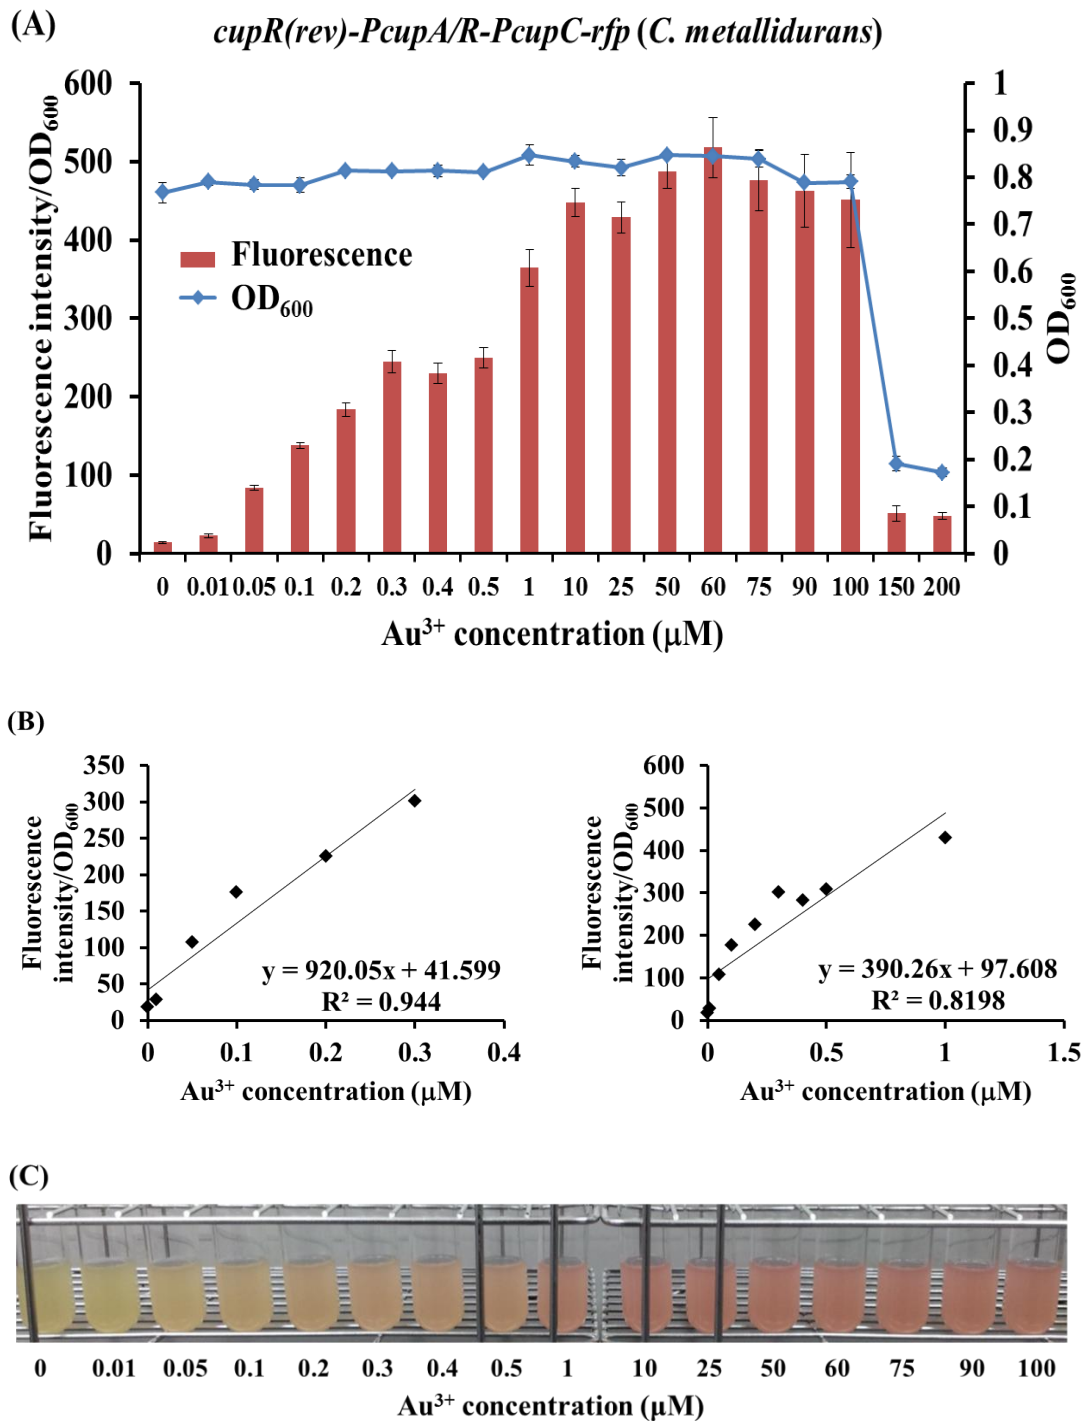 (A)
cupR(rev)-PcupA/R-PcupC-rfp (C. metallidurans)
Fluorescence intensity/OD600
600
500
400
300
200
100
0
Fluorescence
OD600
1
0.9
0.8
0.7
0.6
0.5
0.4
0.3
0.2
0.1
0
OD600
0 0.01 0.05 0.1 0.2 0.3 0.4 0.5 1 10 25 50 60 75 90 100 150 200
Au3+ concentration (μM)
(B)
Fluorescence
intensity/OD600
350
300
250
200
150
100
50
0
y = 920.05x + 41.599
R² = 0.944
0 0.1 0.2 0.3 0.4
Au3+ concentration (μM)
Fluorescence
intensity/OD600
600
500
400
300
200
100
0
y = 390.26x + 97.608
R² = 0.8198
0 0.5 1 1.5
Au3+ concentration (μM)
(C)
0 0.01 0.05 0.1 0.2 0.3 0.4 0.5 1 10 25 50 60 75 90 100
Au3+ concentration (μM)